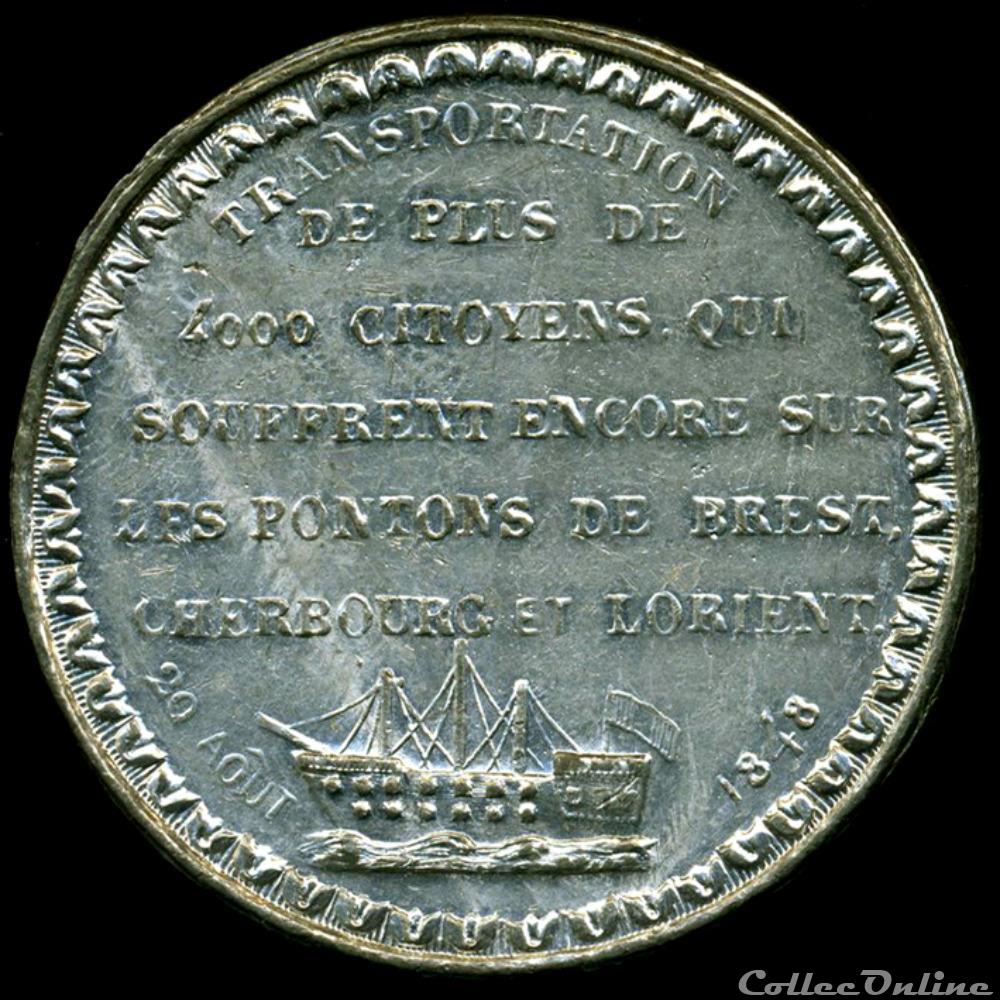 TRANSPORTATION
DE PLUS DE
4000 CITOYENS, QUI
SOUFFRENT ENCORE SUR
LES PONTONS DE BREST,
CHERBOURG ET LORIENT.
20 AOÛT 1848
CollecOnline